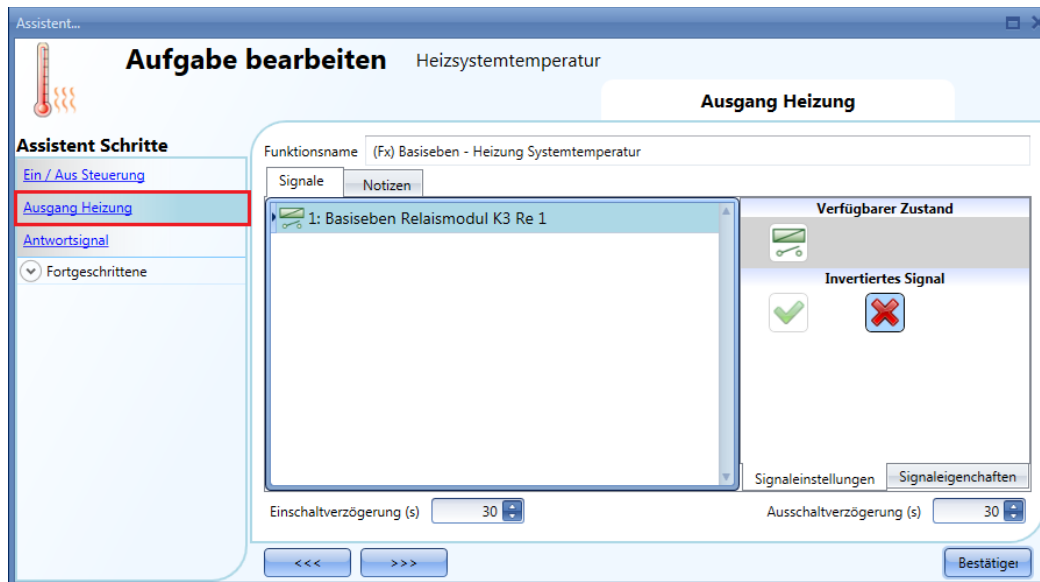 Assistent...
Aufgabe bearbeiten Heizsystemtemperatur
Ausgang Heizung
Assistent Schritte
Ein / Aus Steuerung
Ausgang Heizung
Antwortsignal
Fortgeschrittene
Funktionsname (Fx) Basiseben - Heizung Systemtemperatur
Signale Notizen
1: Basiseben Relaismodul K3 Re 1
Verfügbarer Zustand
Invertiertes Signal
Signaleinstellungen Signaleigenschaften
Einschaltverzögerung (s) 30
Ausschaltverzögerung (s) 30
<<< >>> Bestätiger